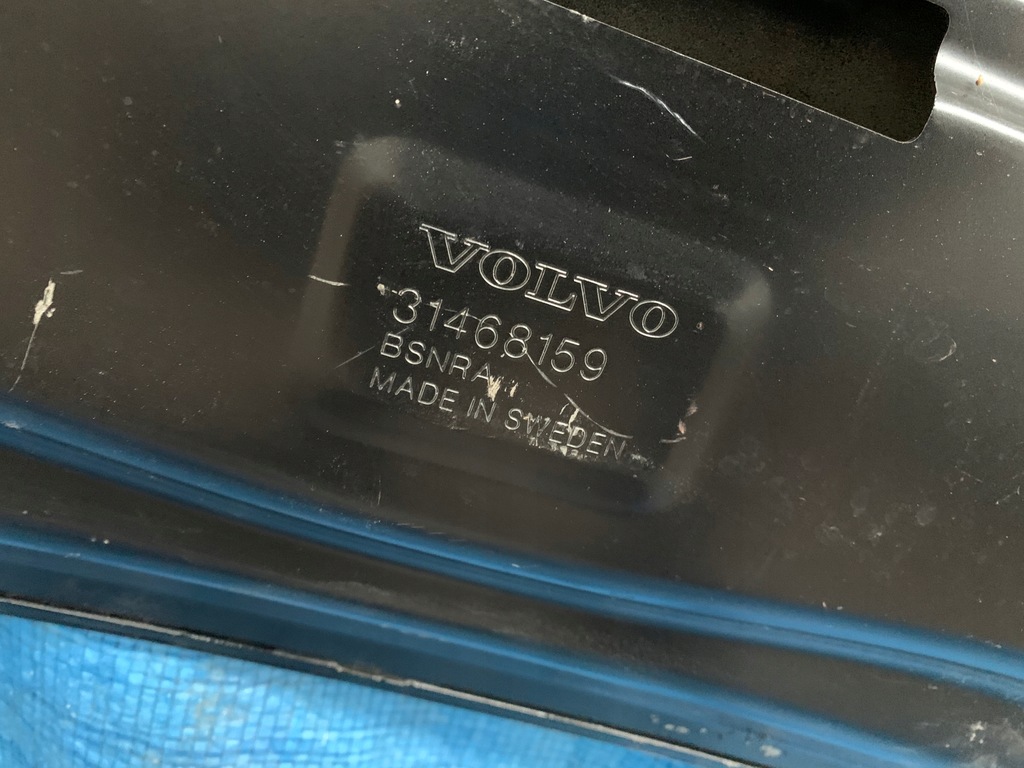 VOLVO
31468159
BSNRA
MADE IN SWEDEN